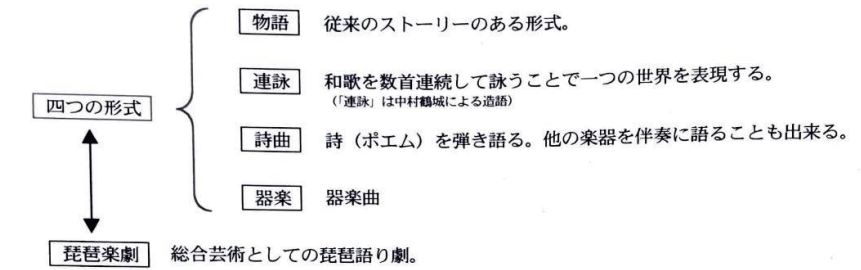 物語 従来のストーリーのある形式。
連詠 和歌を数首連続して詠うことで一つの世界を表現する。
（「連詠」は中村鶴城による造語）
四つの形式
詩曲 詩（ポエム）を弾き語る。他の楽器を伴奏に語ることも出来る。
器楽 器楽曲
琵琶楽劇 総合芸術としての琵琶語り劇。